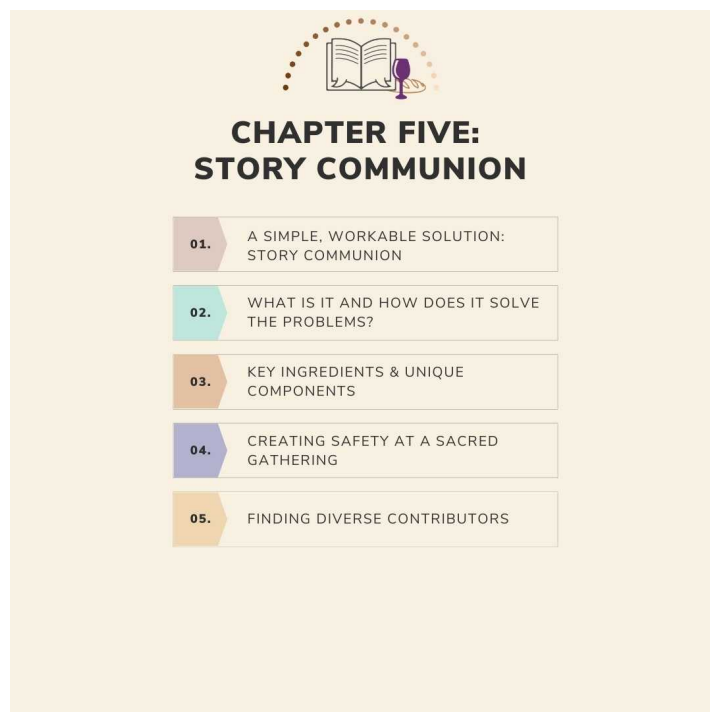 CHAPTER FIVE:
STORY COMMUNION
01.
A SIMPLE, WORKABLE SOLUTION:
STORY COMMUNION
02.
WHAT IS IT AND HOW DOES IT SOLVE
THE PROBLEMS?
03.
KEY INGREDIENTS & UNIQUE
COMPONENTS
04.
CREATING SAFETY AT A SACRED
GATHERING
05.
FINDING DIVERSE CONTRIBUTORS